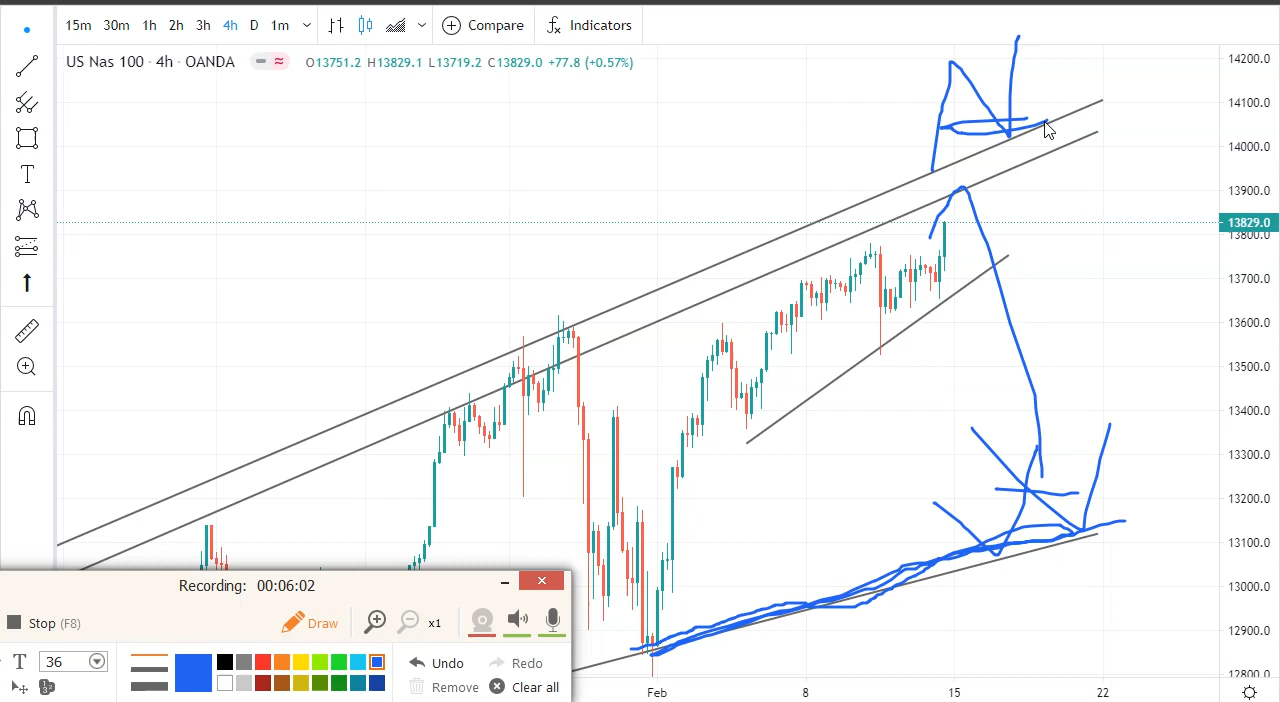 15m 30m 1h 2h 3h 4h D 1m Compare Indicators
US Nas 100 · 4h · OANDA O13751.2 H13829.1 L13719.2 C13829.0 +77.8 (+0.57%)
14200.0
14100.0
14000.0
13900.0
13829.0
13800.0
13700.0
13600.0
13500.0
13400.0
13300.0
13200.0
13100.0
13000.0
12900.0
12800.0
Feb 8 15 22
Recording: 00:06:02
Stop (F8) Draw x1
T 36 Undo Redo
Remove Clear all